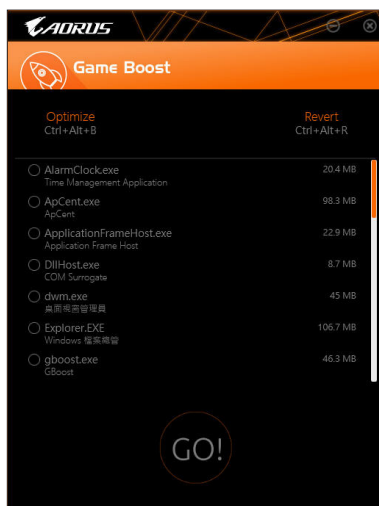 AORUS
Game Boost
Optimize Revert
Ctrl+Alt+B Ctrl+Alt+R
AlarmClock.exe 20.4 MB
Time Management Application
ApCent.exe 98.3 MB
ApCent
ApplicationFrameHost.exe 22.9 MB
Application Frame Host
DllHost.exe 8.7 MB
COM Surrogate
dwm.exe 45 MB
桌面視窗管理員
Explorer.EXE 106.7 MB
Windows 檔案總管
gboost.exe 46.3 MB
GBoost
GO!